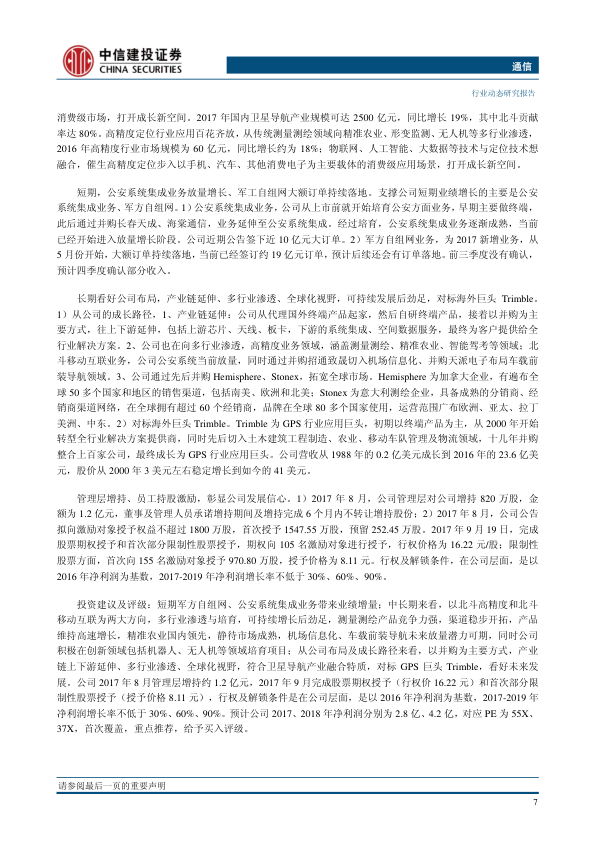 中信建投证券
CHINA SECURITIES
通信
行业动态研究报告
消费级市场，打开成长新空间。2017 年国内卫星导航产业规模可达 2500 亿元，同比增长 19%，其中北斗贡献
率达 80%。高精度定位行业应用百花齐放，从传统测量测绘领域向精准农业、形变监测、无人机等多行业渗透，
2016 年高精度行业市场规模为 60 亿元，同比增长约为 18%；物联网、人工智能、大数据等技术与定位技术想
融合，催生高精度定位步入以手机、汽车、其他消费电子为主要载体的消费级应用场景，打开成长新空间。
短期，公安系统集成业务放量增长、军工自组网大额订单持续落地。支撑公司短期业绩增长的主要是公安
系统集成业务、军方自组网。1）公安系统集成业务，公司从上市前就开始培育公安方面业务，早期主要做终端，
此后通过并购长春天成、海棠通信，业务延伸至公安系统集成。经过培育，公安系统集成业务逐渐成熟，当前
已经开始进入放量增长阶段。公司近期公告签下近 10 亿元大订单。2）军方自组网业务，为 2017 新增业务，从
5 月份开始，大额订单持续落地，当前已经签订约 19 亿元订单，预计后续还会有订单落地。前三季度没有确认，
预计四季度确认部分收入。
长期看好公司布局，产业链延伸、多行业渗透、全球化视野，可持续发展后劲足，对标海外巨头 Trimble。
1）从公司的成长路径，1、产业链延伸：公司从代理国外终端产品起家，然后自研终端产品，接着以并购为主
要方式，往上下游延伸，包括上游芯片、天线、板卡，下游的系统集成、空间数据服务，最终为客户提供给全
行业解决方案。2、公司也在向多行业渗透，高精度业务领域，涵盖测量测绘、精准农业、智能驾考等领域；北
斗移动互联业务，公司公安系统当前放量，同时通过并购招通致晟切入机场信息化、并购天派电子布局车载前
装导航领域。3、公司通过先后并购 Hemisphere、Stonex，拓宽全球市场。Hemisphere 为加拿大企业，有遍布全
球 50 多个国家和地区的销售渠道，包括南美、欧洲和北美；Stonex 为意大利测绘企业，具备成熟的分销商、经
销商渠道网络，在全球拥有超过 60 个经销商，品牌在全球 80 多个国家使用，运营范围广布欧洲、亚太、拉丁
美洲、中东。2）对标海外巨头 Trimble。Trimble 为 GPS 行业应用巨头，初期以终端产品为主，从 2000 年开始
转型全行业解决方案提供商，同时先后切入土木建筑工程制造、农业、移动车队管理及物流领域，十几年并购
整合上百家公司，最终成长为 GPS 行业应用巨头。公司营收从 1988 年的 0.2 亿美元成长到 2016 年的 23.6 亿美
元，股价从 2000 年 3 美元左右稳定增长到如今的 41 美元。
管理层增持、员工持股激励，彰显公司发展信心。1）2017 年 8 月，公司管理层对公司增持 820 万股，金
额为 1.2 亿元，董事及管理人员承诺增持期间及增持完成 6 个月内不转让增持股份；2）2017 年 8 月，公司公告
拟向激励对象授予权益不超过 1800 万股，首次授予 1547.55 万股，预留 252.45 万股。2017 年 9 月 19 日，完成
股票期权授予和首次部分限制性股票授予，期权向 105 名激励对象进行授予，行权价格为 16.22 元/股；限制性
股票方面，首次向 155 名激励对象授予 970.80 万股，授予价格为 8.11 元。行权及解锁条件，在公司层面，是以
2016 年净利润为基数，2017-2019 年净利润增长率不低于 30%、60%、90%。
投资建议及评级：短期军方自组网、公安系统集成业务带来业绩增量；中长期来看，以北斗高精度和北斗
移动互联为两大方向，多行业渗透与培育，可持续增长后劲足，测量测绘产品竞争力强，渠道稳步开拓，产品
维持高速增长，精准农业国内领先，静待市场成熟，机场信息化、车载前装导航未来放量潜力可期，同时公司
积极在创新领域包括机器人、无人机等领域培育项目；从公司布局及成长路径来看，以并购为主要方式，产业
链上下游延伸、多行业渗透、全球化视野，符合卫星导航产业融合特质，对标 GPS 巨头 Trimble，看好未来发
展。公司 2017 年 8 月管理层增持约 1.2 亿元，2017 年 9 月完成股票期权授予（行权价 16.22 元）和首次部分限
制性股票授予（授予价格 8.11 元），行权及解锁条件是在公司层面，是以 2016 年净利润为基数，2017-2019 年
净利润增长率不低于 30%、60%、90%。预计公司 2017、2018 年净利润分别为 2.8 亿、4.2 亿，对应 PE 为 55X、
37X，首次覆盖，重点推荐，给予买入评级。
请参阅最后一页的重要声明
7